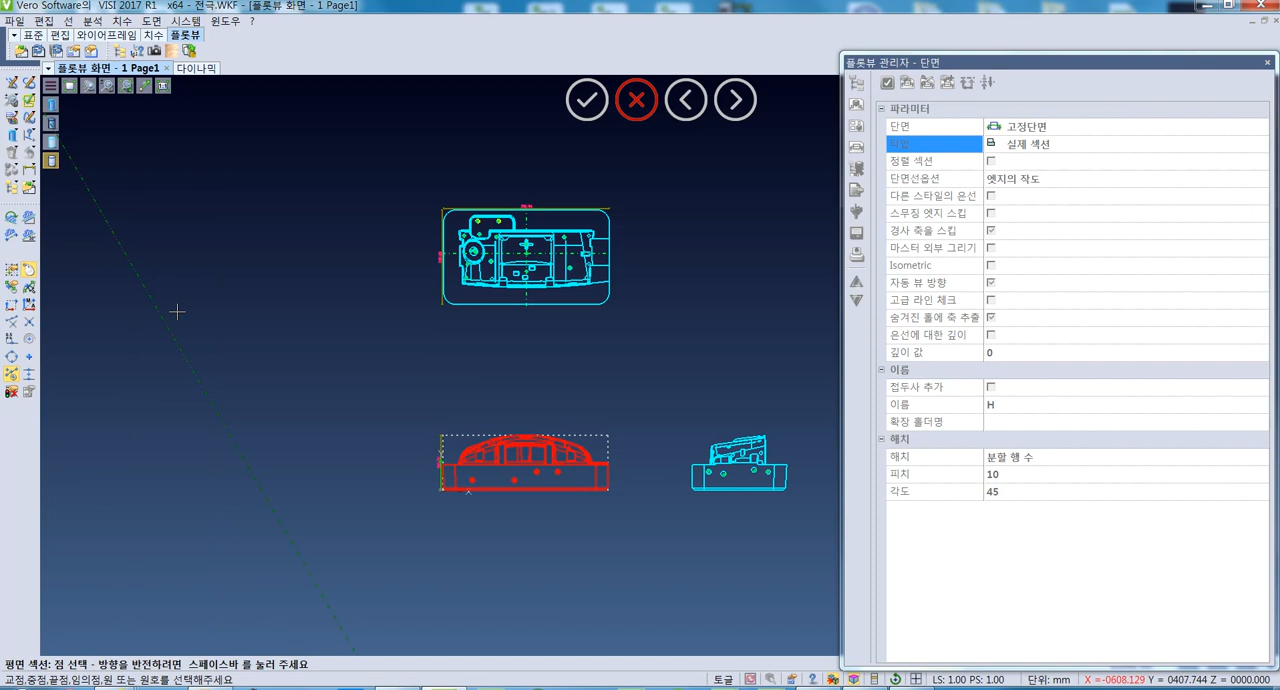 Vero Software의 VISI 2017 R1 x64 - 전극.WKF - [플롯뷰 화면 - 1 Page1]
파일 편집 선 분석 치수 도면 시스템 윈도우 ?
표준 편집 와이어프레임 치수 플롯뷰
플롯뷰 화면 - 1 Page1 다이나믹
플롯뷰 관리자 - 단면
파라미터
단면 고정단면
타입 실제 섹션
정렬 섹션
단면선옵션 엣지의 작도
다른 스타일의 은선
스무징 엣지 스킵
경사 축을 스킵
마스터 외부 그리기
Isometric
자동 뷰 방향
고급 라인 체크
숨겨진 홀에 축 추출
은선에 대한 깊이
깊이 값 0
이름
접두사 추가
이름 H
확장 홀더명
해치
해치 분할 행 수
피치 10
각도 45
평면 섹션: 점 선택 - 방향을 반전하려면 스페이스바 를 눌러 주세요
교점,중점,끝점,임의점,원 또는 원호를 선택해주세요
토글 LS: 1.00 PS: 1.00 단위: mm X =-0608.129 Y = 0407.744 Z = 0000.000